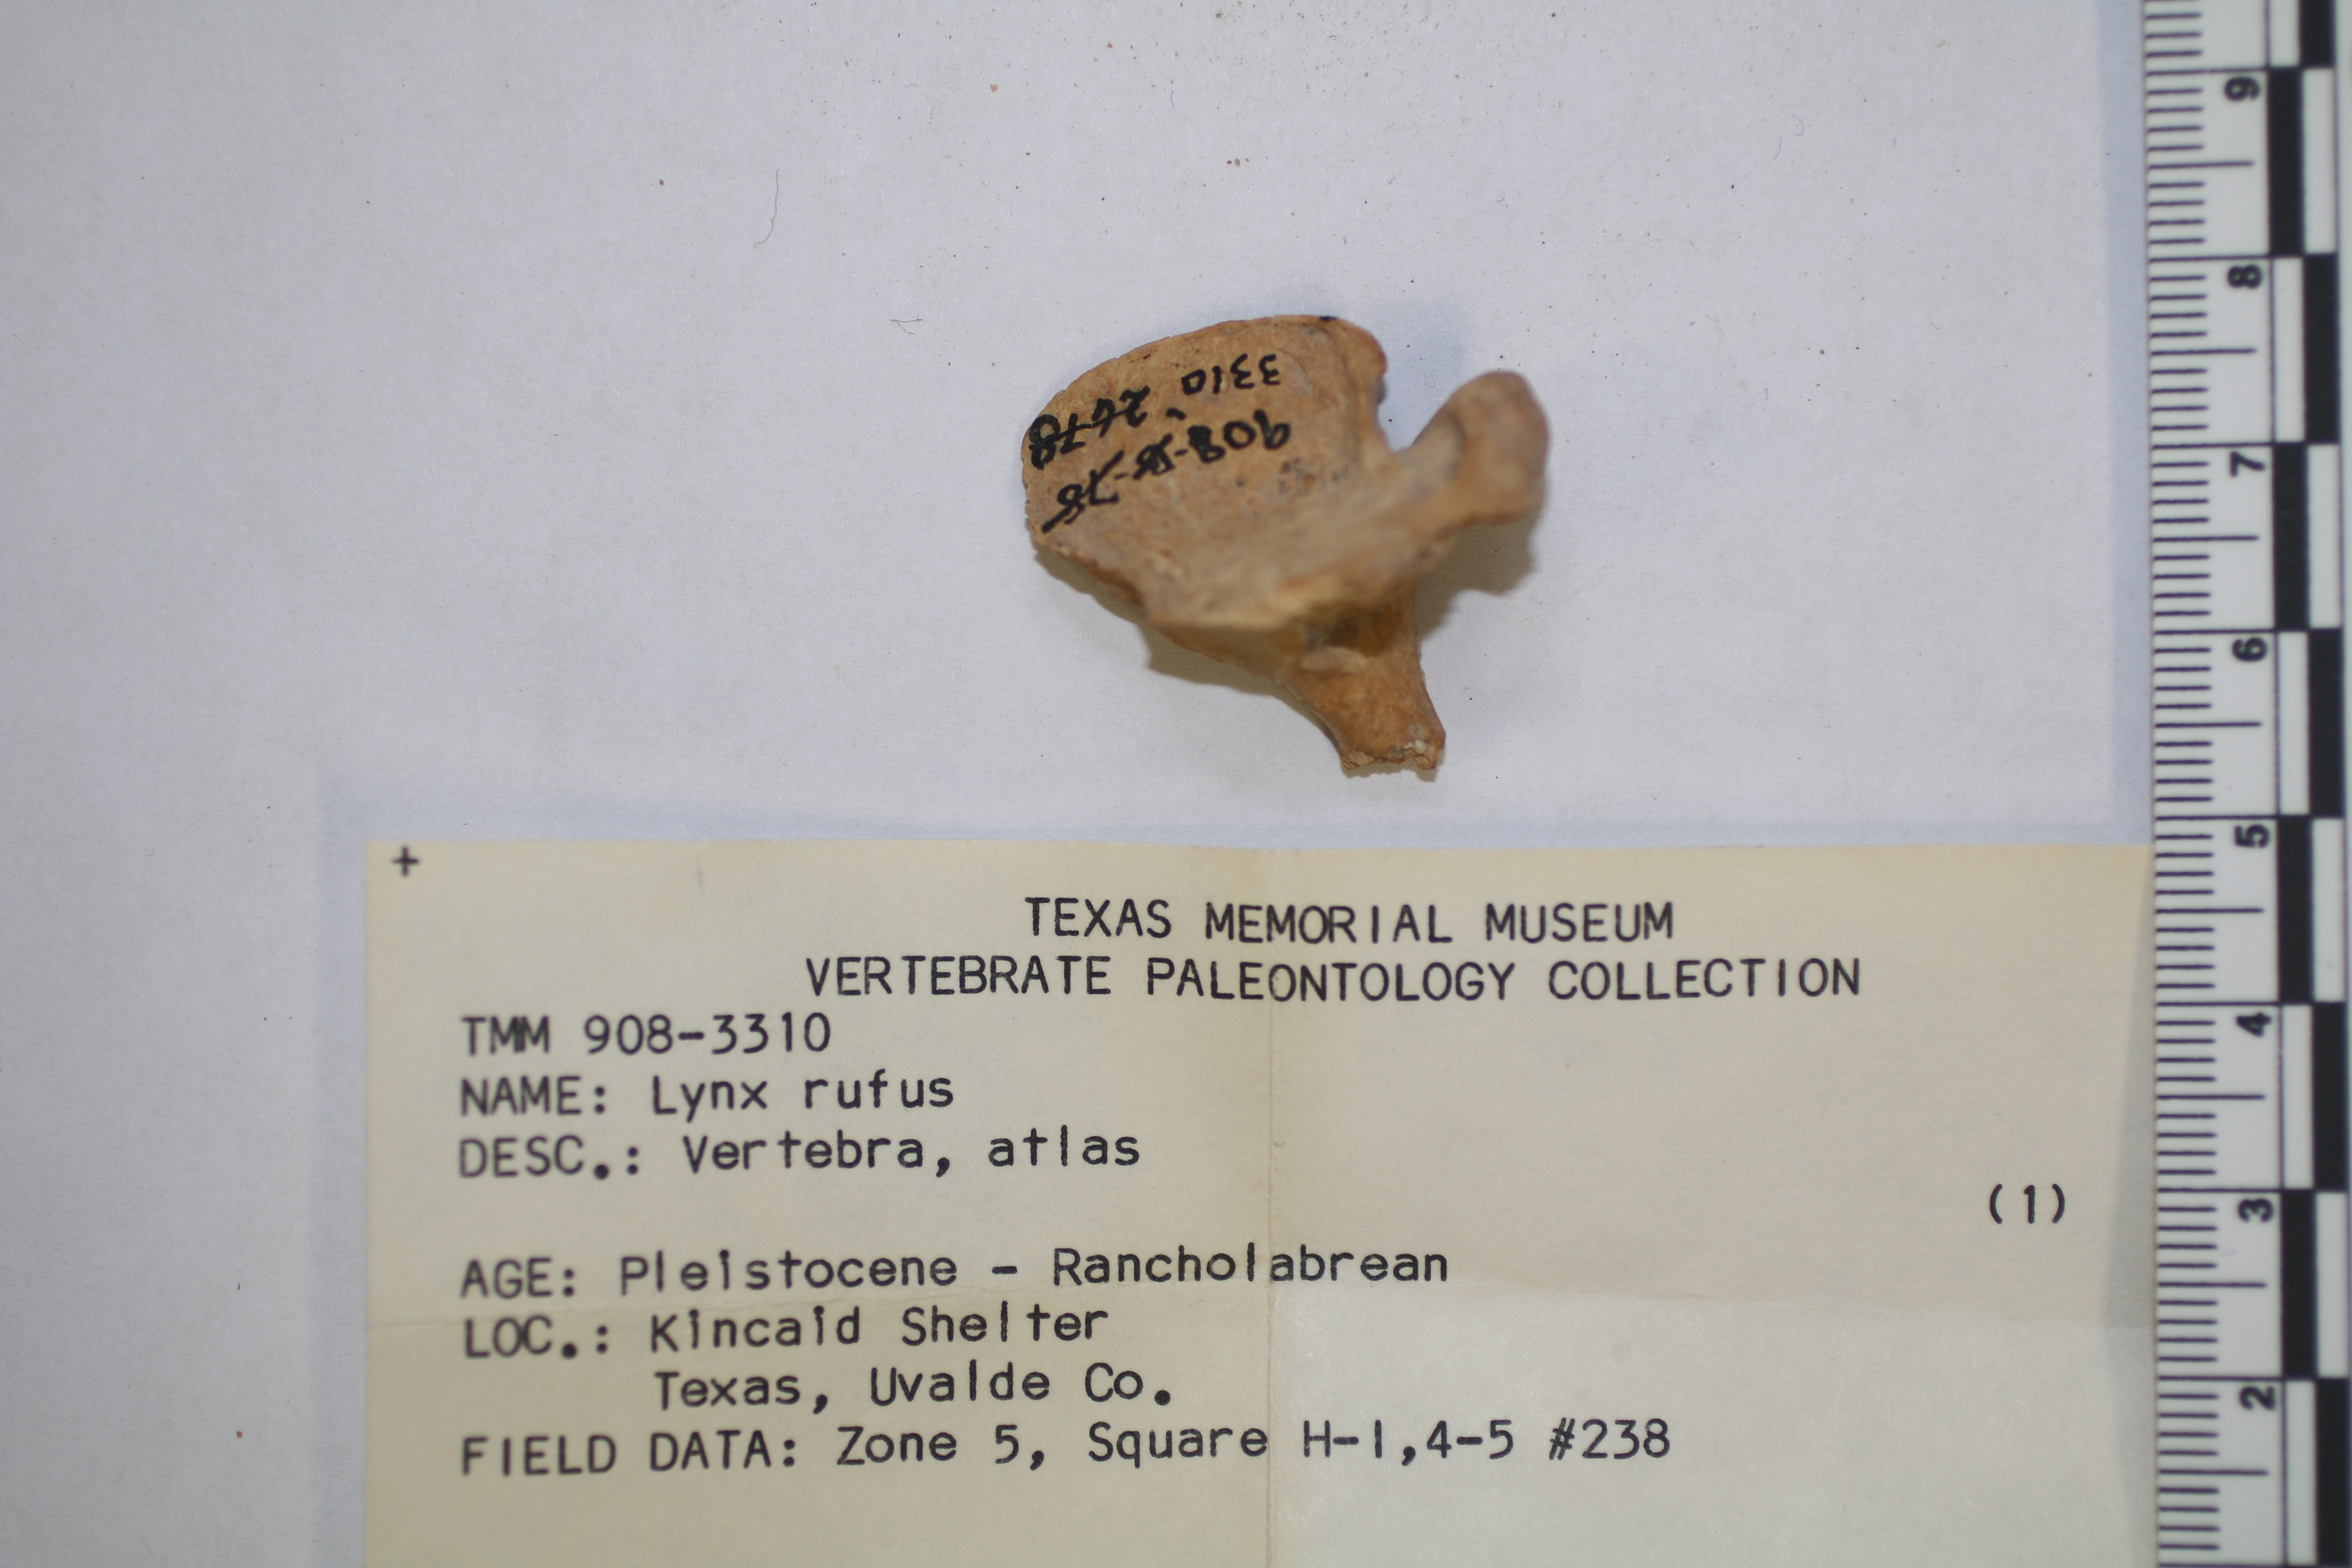 3310
2478
908-
+
TEXAS MEMORIAL MUSEUM
VERTEBRATE PALEONTOLOGY COLLECTION
TMM 908-3310
NAME: Lynx rufus
DESC.: Vertebra, atlas
(1)
AGE: Pleistocene - Rancholabrean
LOC.: Kincaid Shelter
Texas, Uvalde Co.
FIELD DATA: Zone 5, Square H-I,4-5 #238
9
8
7
6
5
4
3
2